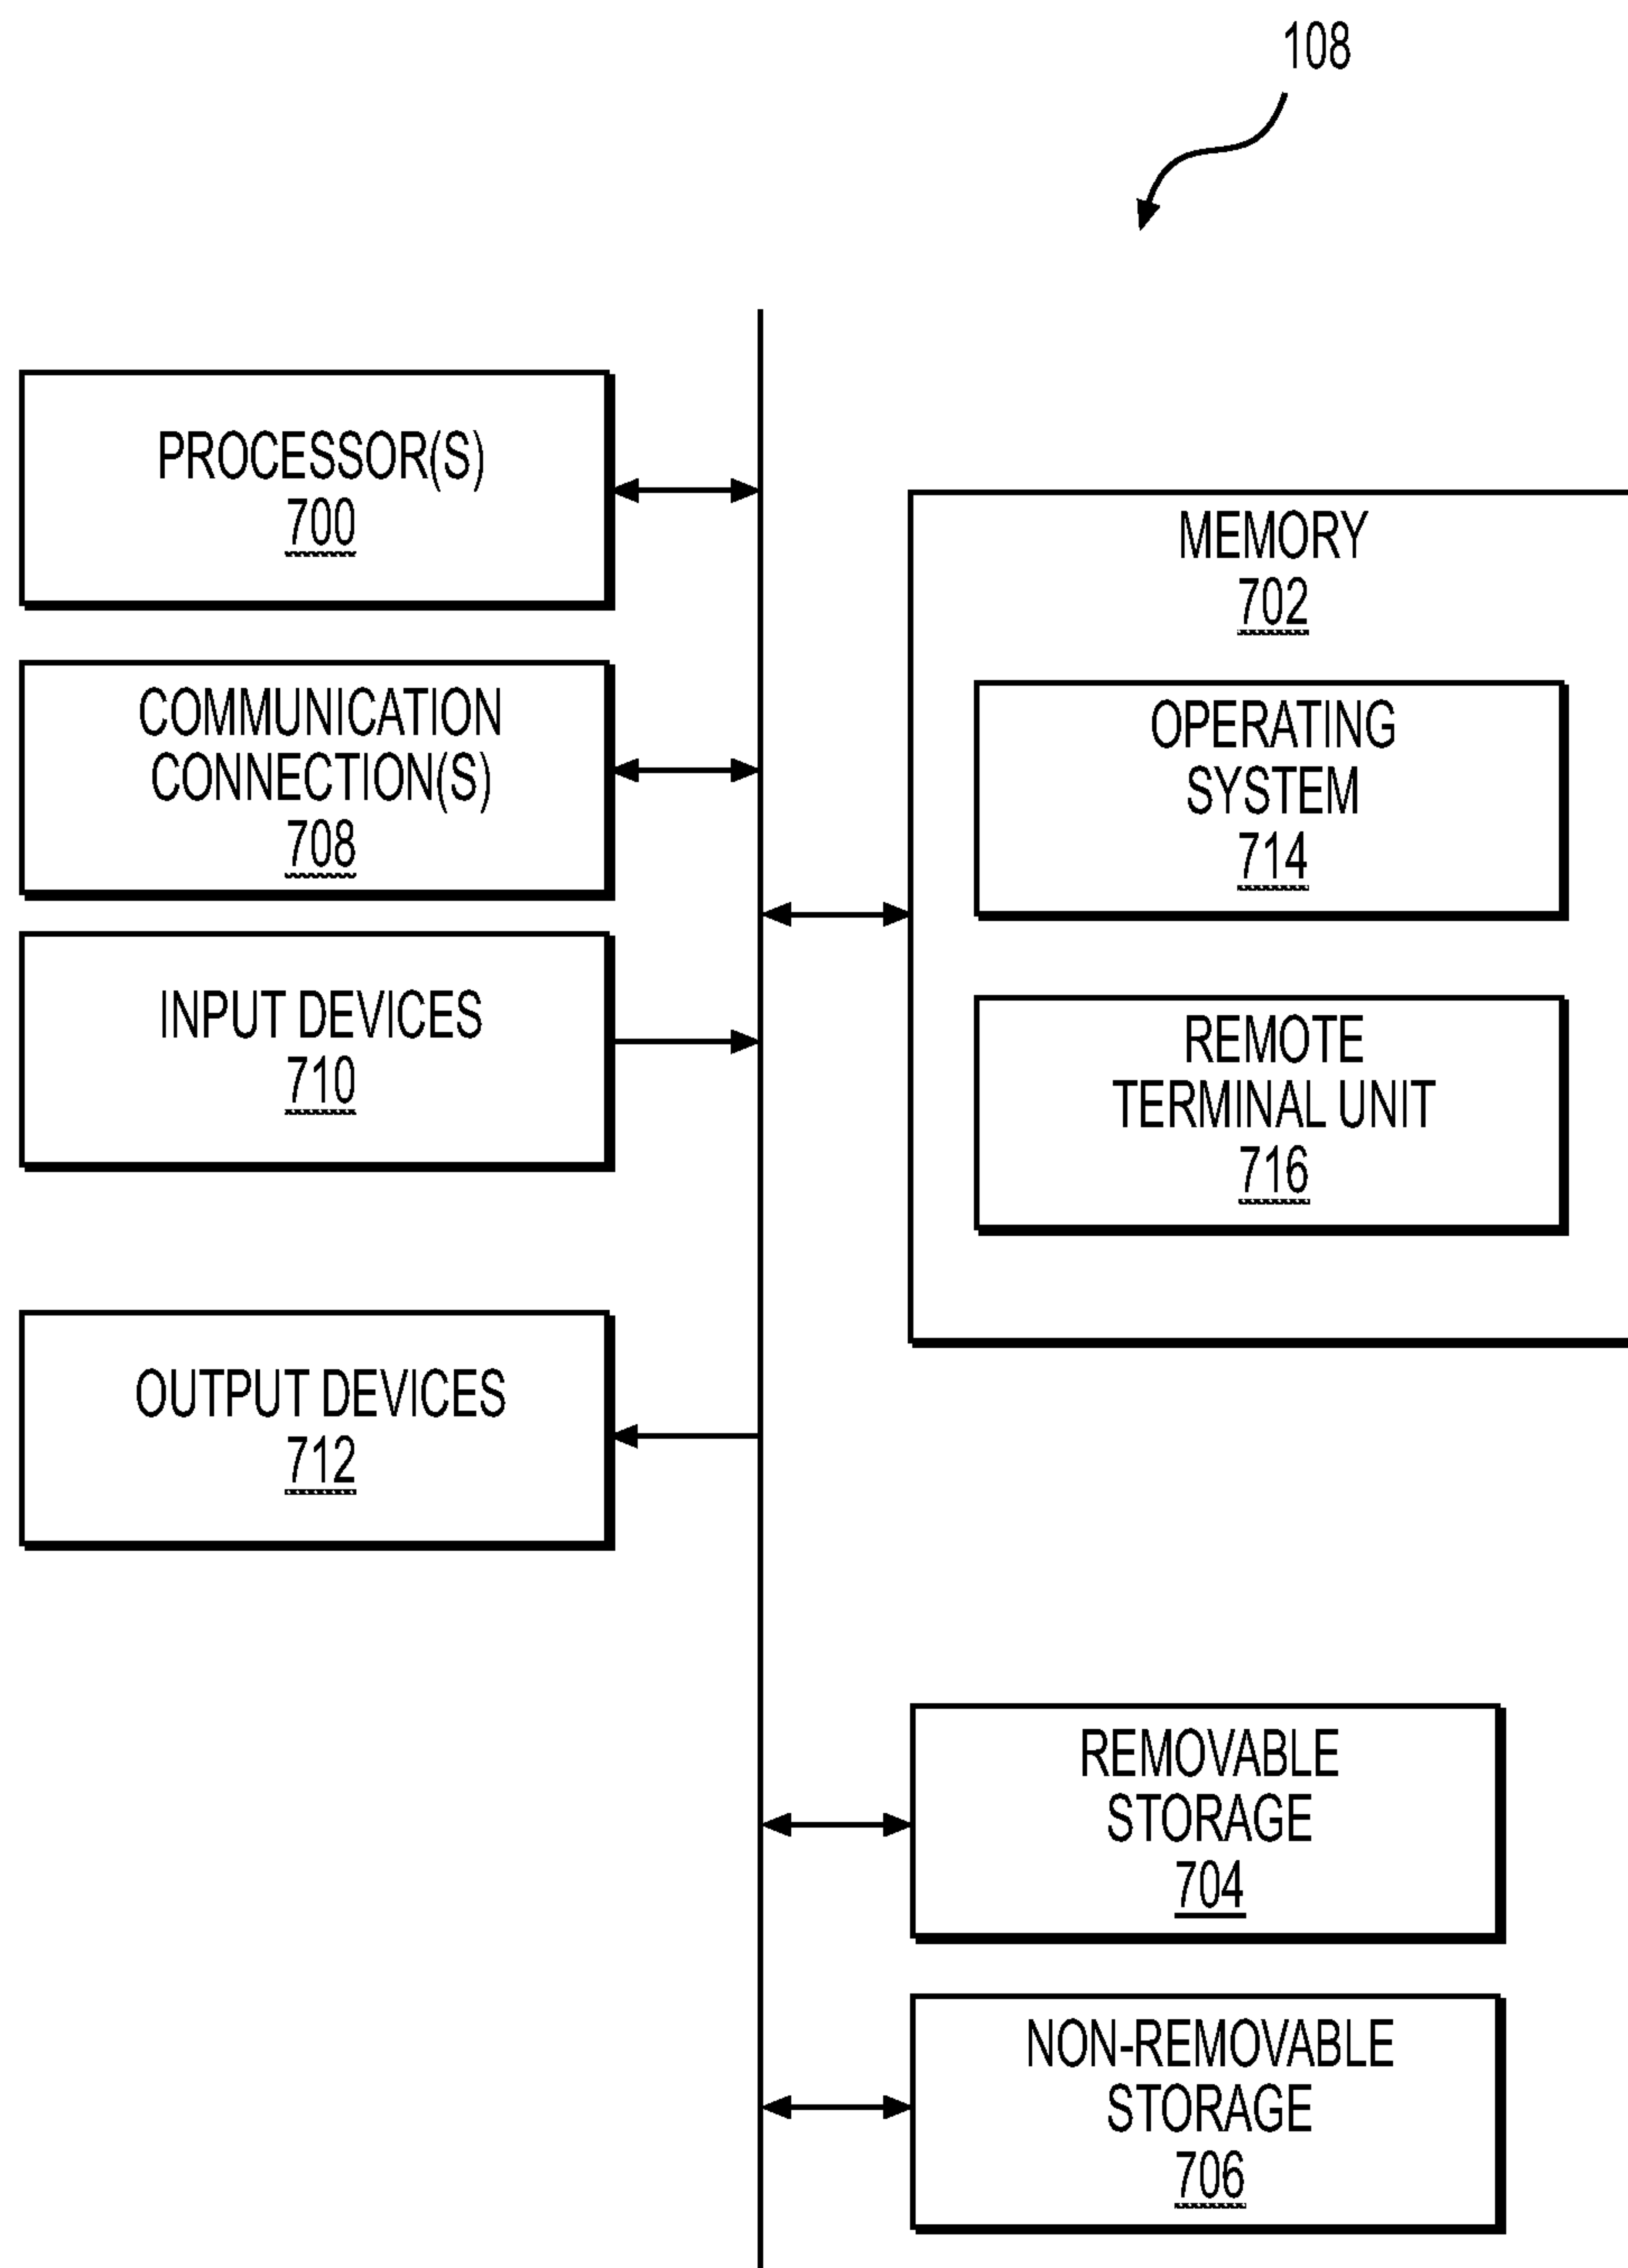 108
PROCESSOR(S)
700
COMMUNICATION
CONNECTION(S)
708
INPUT DEVICES
710
OUTPUT DEVICES
712
MEMORY
702
OPERATING
SYSTEM
714
REMOTE
TERMINAL UNIT
716
REMOVABLE
STORAGE
704
NON-REMOVABLE
STORAGE
706